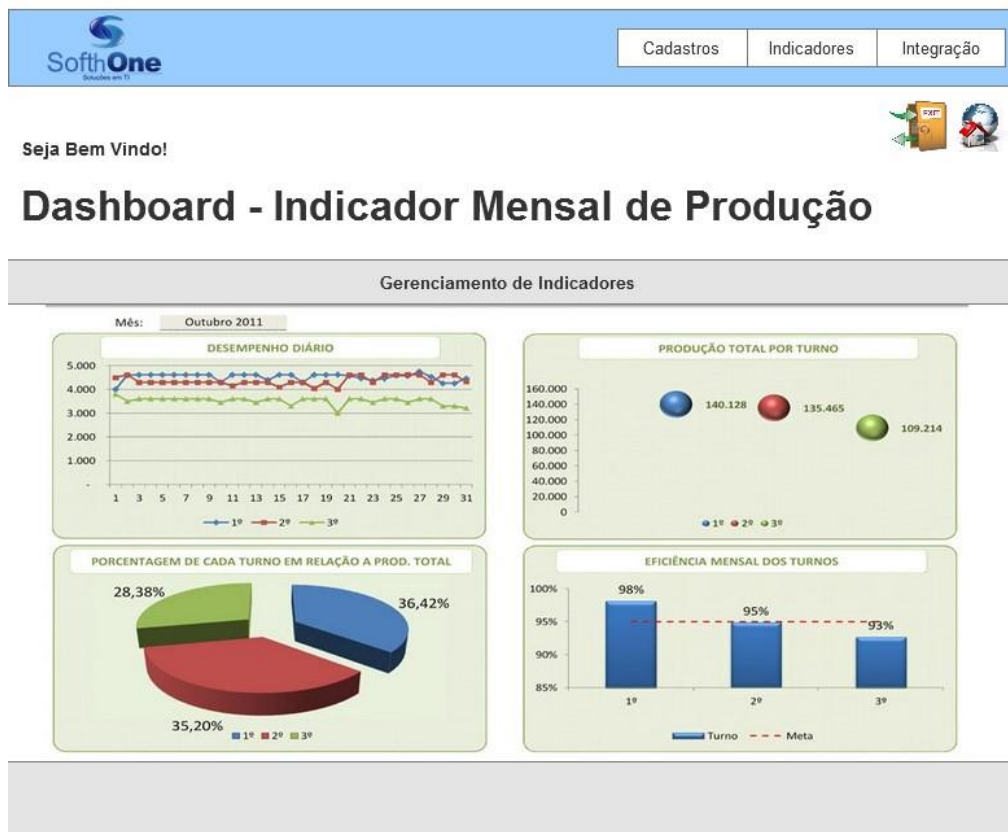 SofthOne
Soluções em TI
Cadastros Indicadores Integração
EXIT
Seja Bem Vindo!
Dashboard - Indicador Mensal de Produção
Gerenciamento de Indicadores
Mês: Outubro 2011
DESEMPENHO DIÁRIO
5.000
4.000
3.000
2.000
1.000
-
1 3 5 7 9 11 13 15 17 19 21 23 25 27 29 31
1º 2º 3º
PRODUÇÃO TOTAL POR TURNO
160.000
140.000
120.000
100.000
80.000
60.000
40.000
20.000
0
140.128
135.465
109.214
1º 2º 3º
PORCENTAGEM DE CADA TURNO EM RELAÇÃO A PROD. TOTAL
28,38%
36,42%
35,20%
1º 2º 3º
EFICIÊNCIA MENSAL DOS TURNOS
100%
95%
90%
85%
98%
95%
93%
1º 2º 3º
Turno Meta